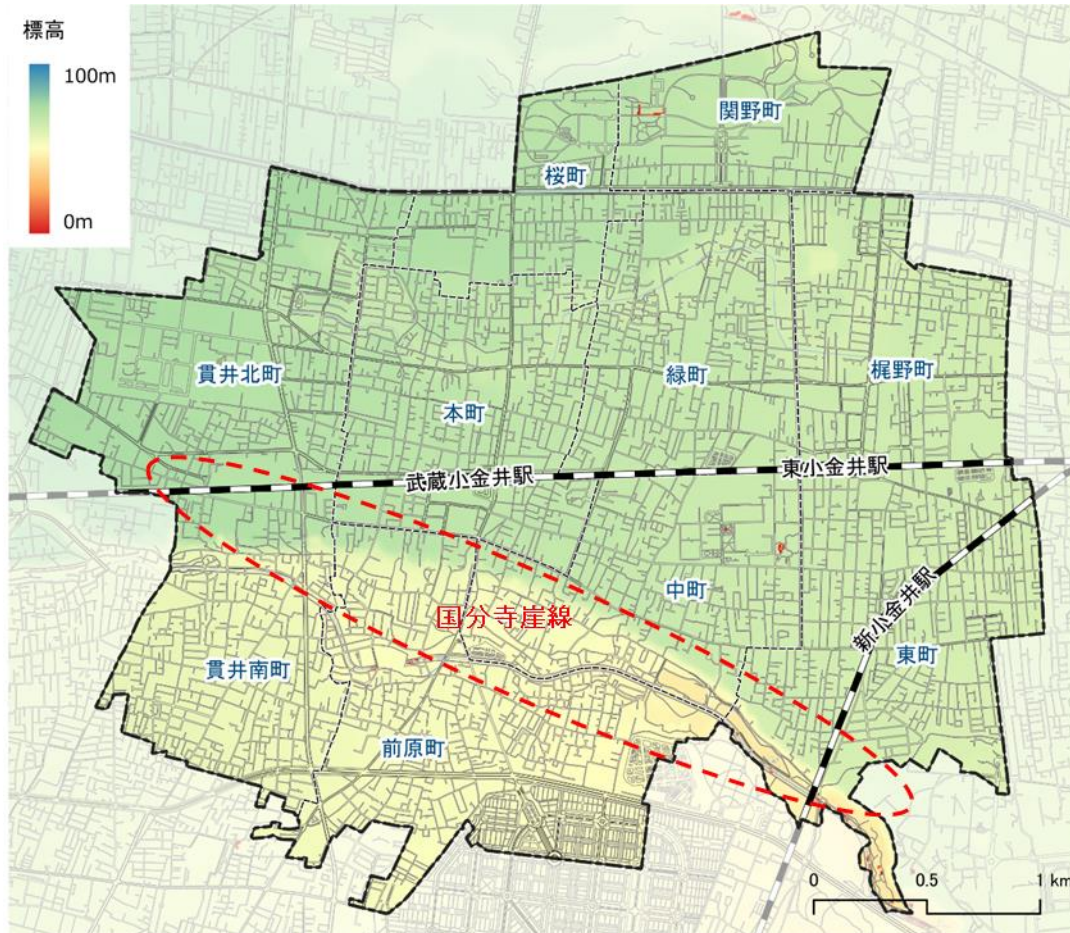 標高
100m
0m
関野町
桜町
貫井北町
本町
緑町
梶野町
武蔵小金井駅
東小金井駅
中町
国分寺崖線
新小金井駅
東町
貫井南町
前原町
0 0.5 1 km